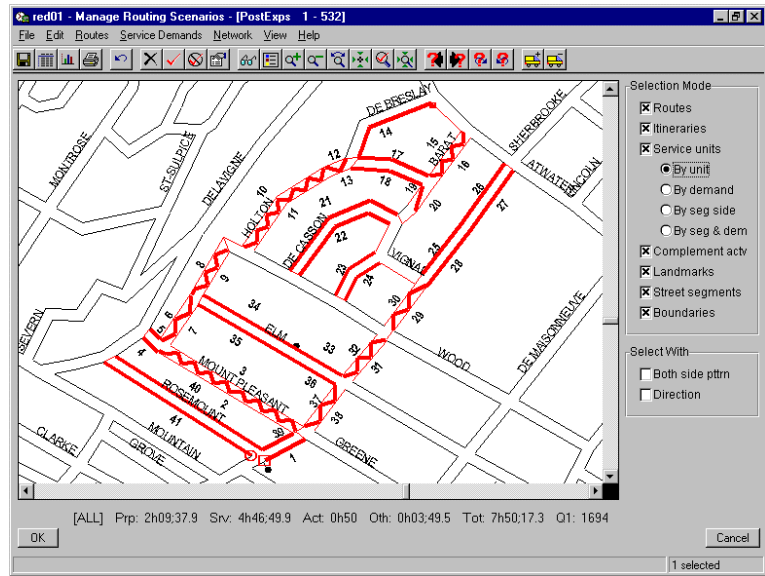 red01 - Manage Routing Scenarios - [PostExps 1 - 532]
File Edit Routes Service Demands Network View Help
Selection Mode
Routes
Itineraries
Service units
By unit
By demand
By seg side
By seg & dem
Complement actv
Landmarks
Street segments
Boundaries
Select With
Both side pttrn
Direction
DE BRESLAY
SHERBROOKE
MONTROSE
ST-SULPICE
DELAVIGNE
BARAT
ATWATER
LINCOLN
14
15
12
17
16
13
18
19
26
10
HOLTON
11
21
20
27
DE CASSON
22
VIGNAL
25
28
8
9
23
24
30
29
34
ELM
33
32
WOOD
DE MAISONNEUVE
6
5
7
35
31
4
3
MOUNT PLEASANT
36
40
ROSEMOUNT
2
37
38
41
39
MOUNTAIN
1
GREENE
CLARKE
GROVE
[ALL] Prp: 2h09;37.9 Srv: 4h46;49.9 Act: 0h50 Oth: 0h03;49.5 Tot: 7h50;17.3 Q1: 1694
OK
Cancel
1 selected